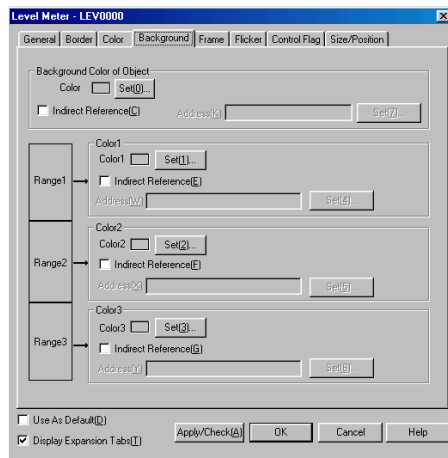 Level Meter - LEV0000
General Border Color Background Frame Flicker Control Flag Size/Position
Background Color of Object
Color Set(0)...
Indirect Reference(C)
Address(K) Set(7)...
Color1
Color1 Set(1)...
Range1
Indirect Reference(E)
Address(W) Set(4)...
Color2
Color2 Set(2)...
Range2
Indirect Reference(F)
Address(X) Set(5)...
Color3
Color3 Set(3)...
Range3
Indirect Reference(G)
Address(Y) Set(6)...
Use As Default(D)
Display Expansion Tabs(T)
Apply/Check(A) OK Cancel Help